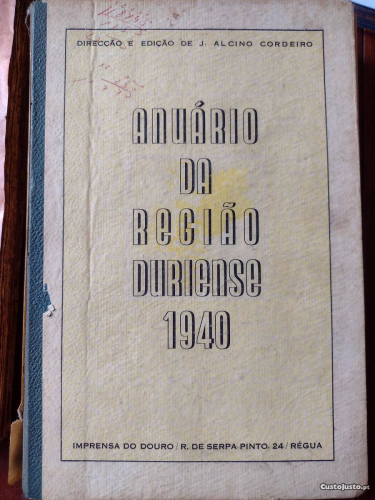 DIRECÇÃO E EDIÇÃO DE J. ALCINO CORDEIRO
ANUÁRIO
DA
REGIÃO
DURIENSE
1940
IMPRENSA DO DOURO / R. DE SERPA PINTO, 24 / RÉGUA
CustoJusto.pt